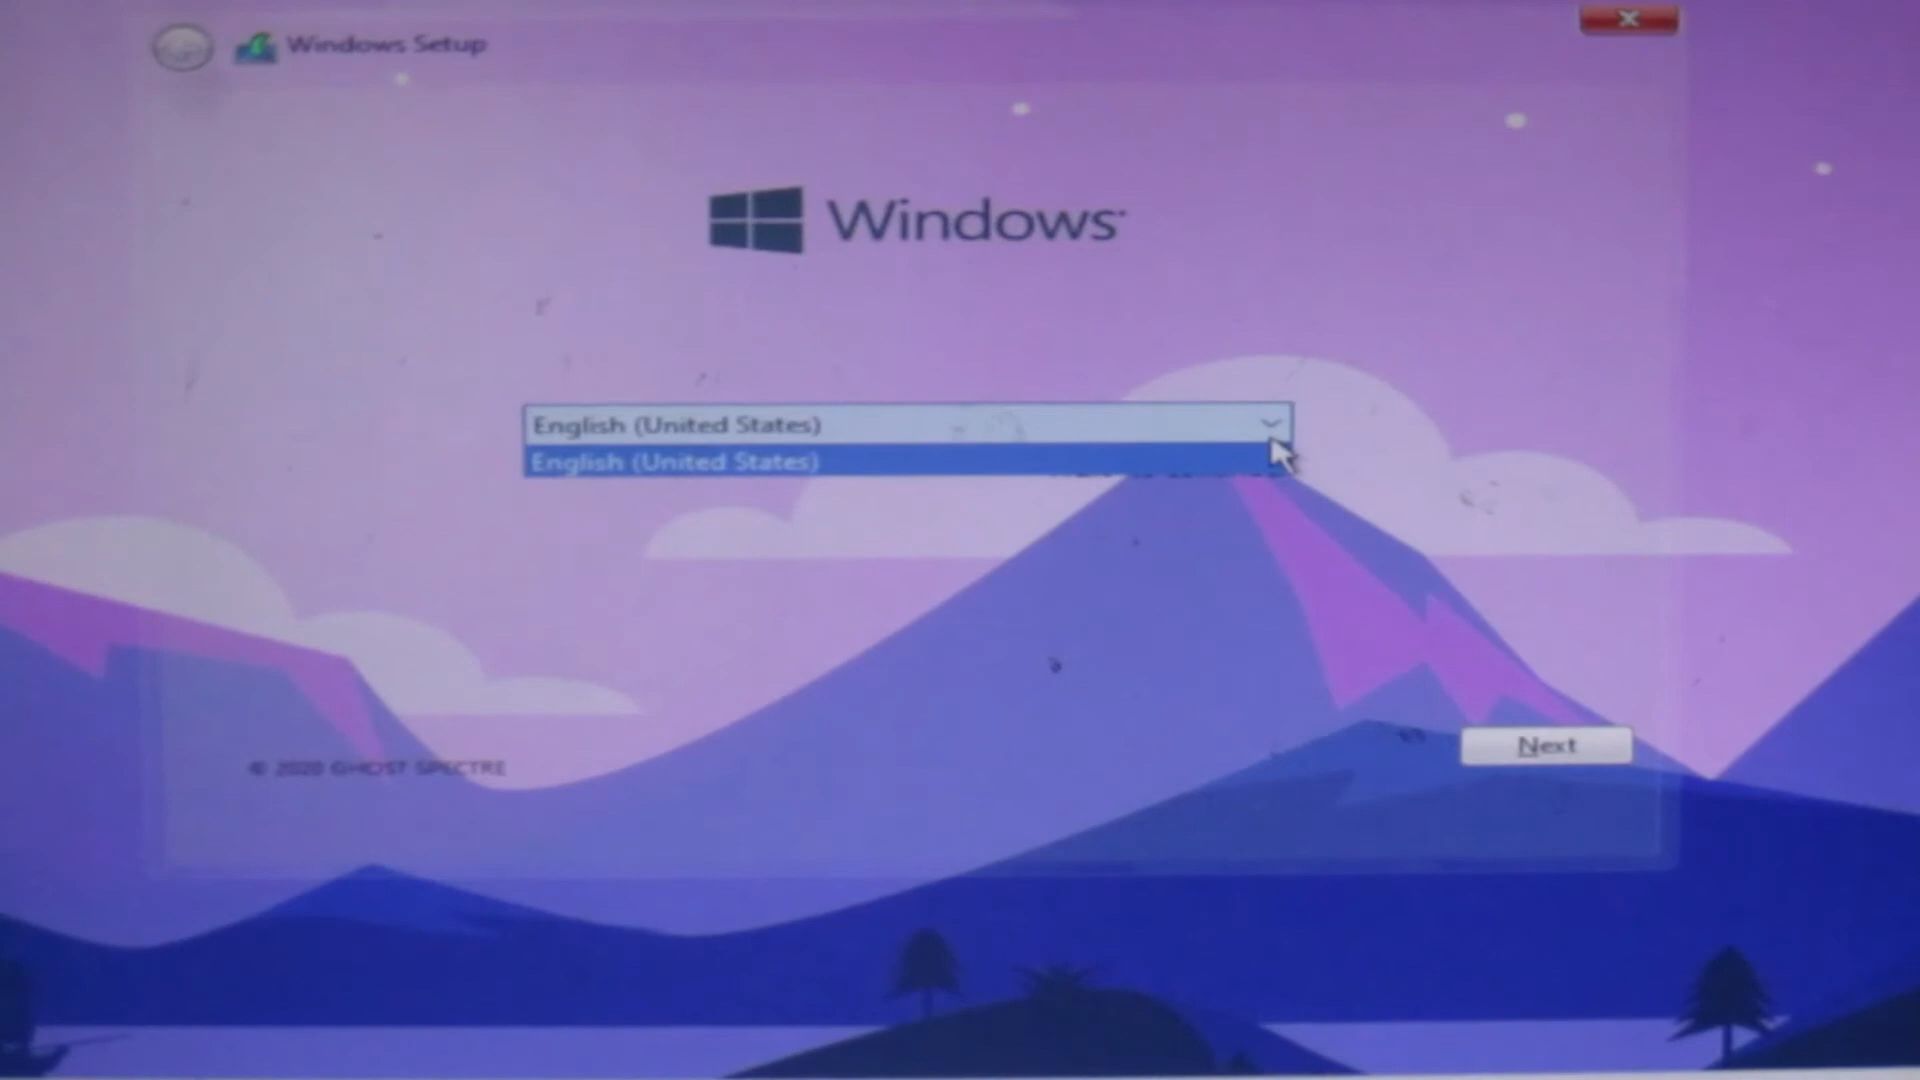 Windows Setup
Windows
English (United States)
English (United States)
Next
© 2020 GHOST SPECTRE